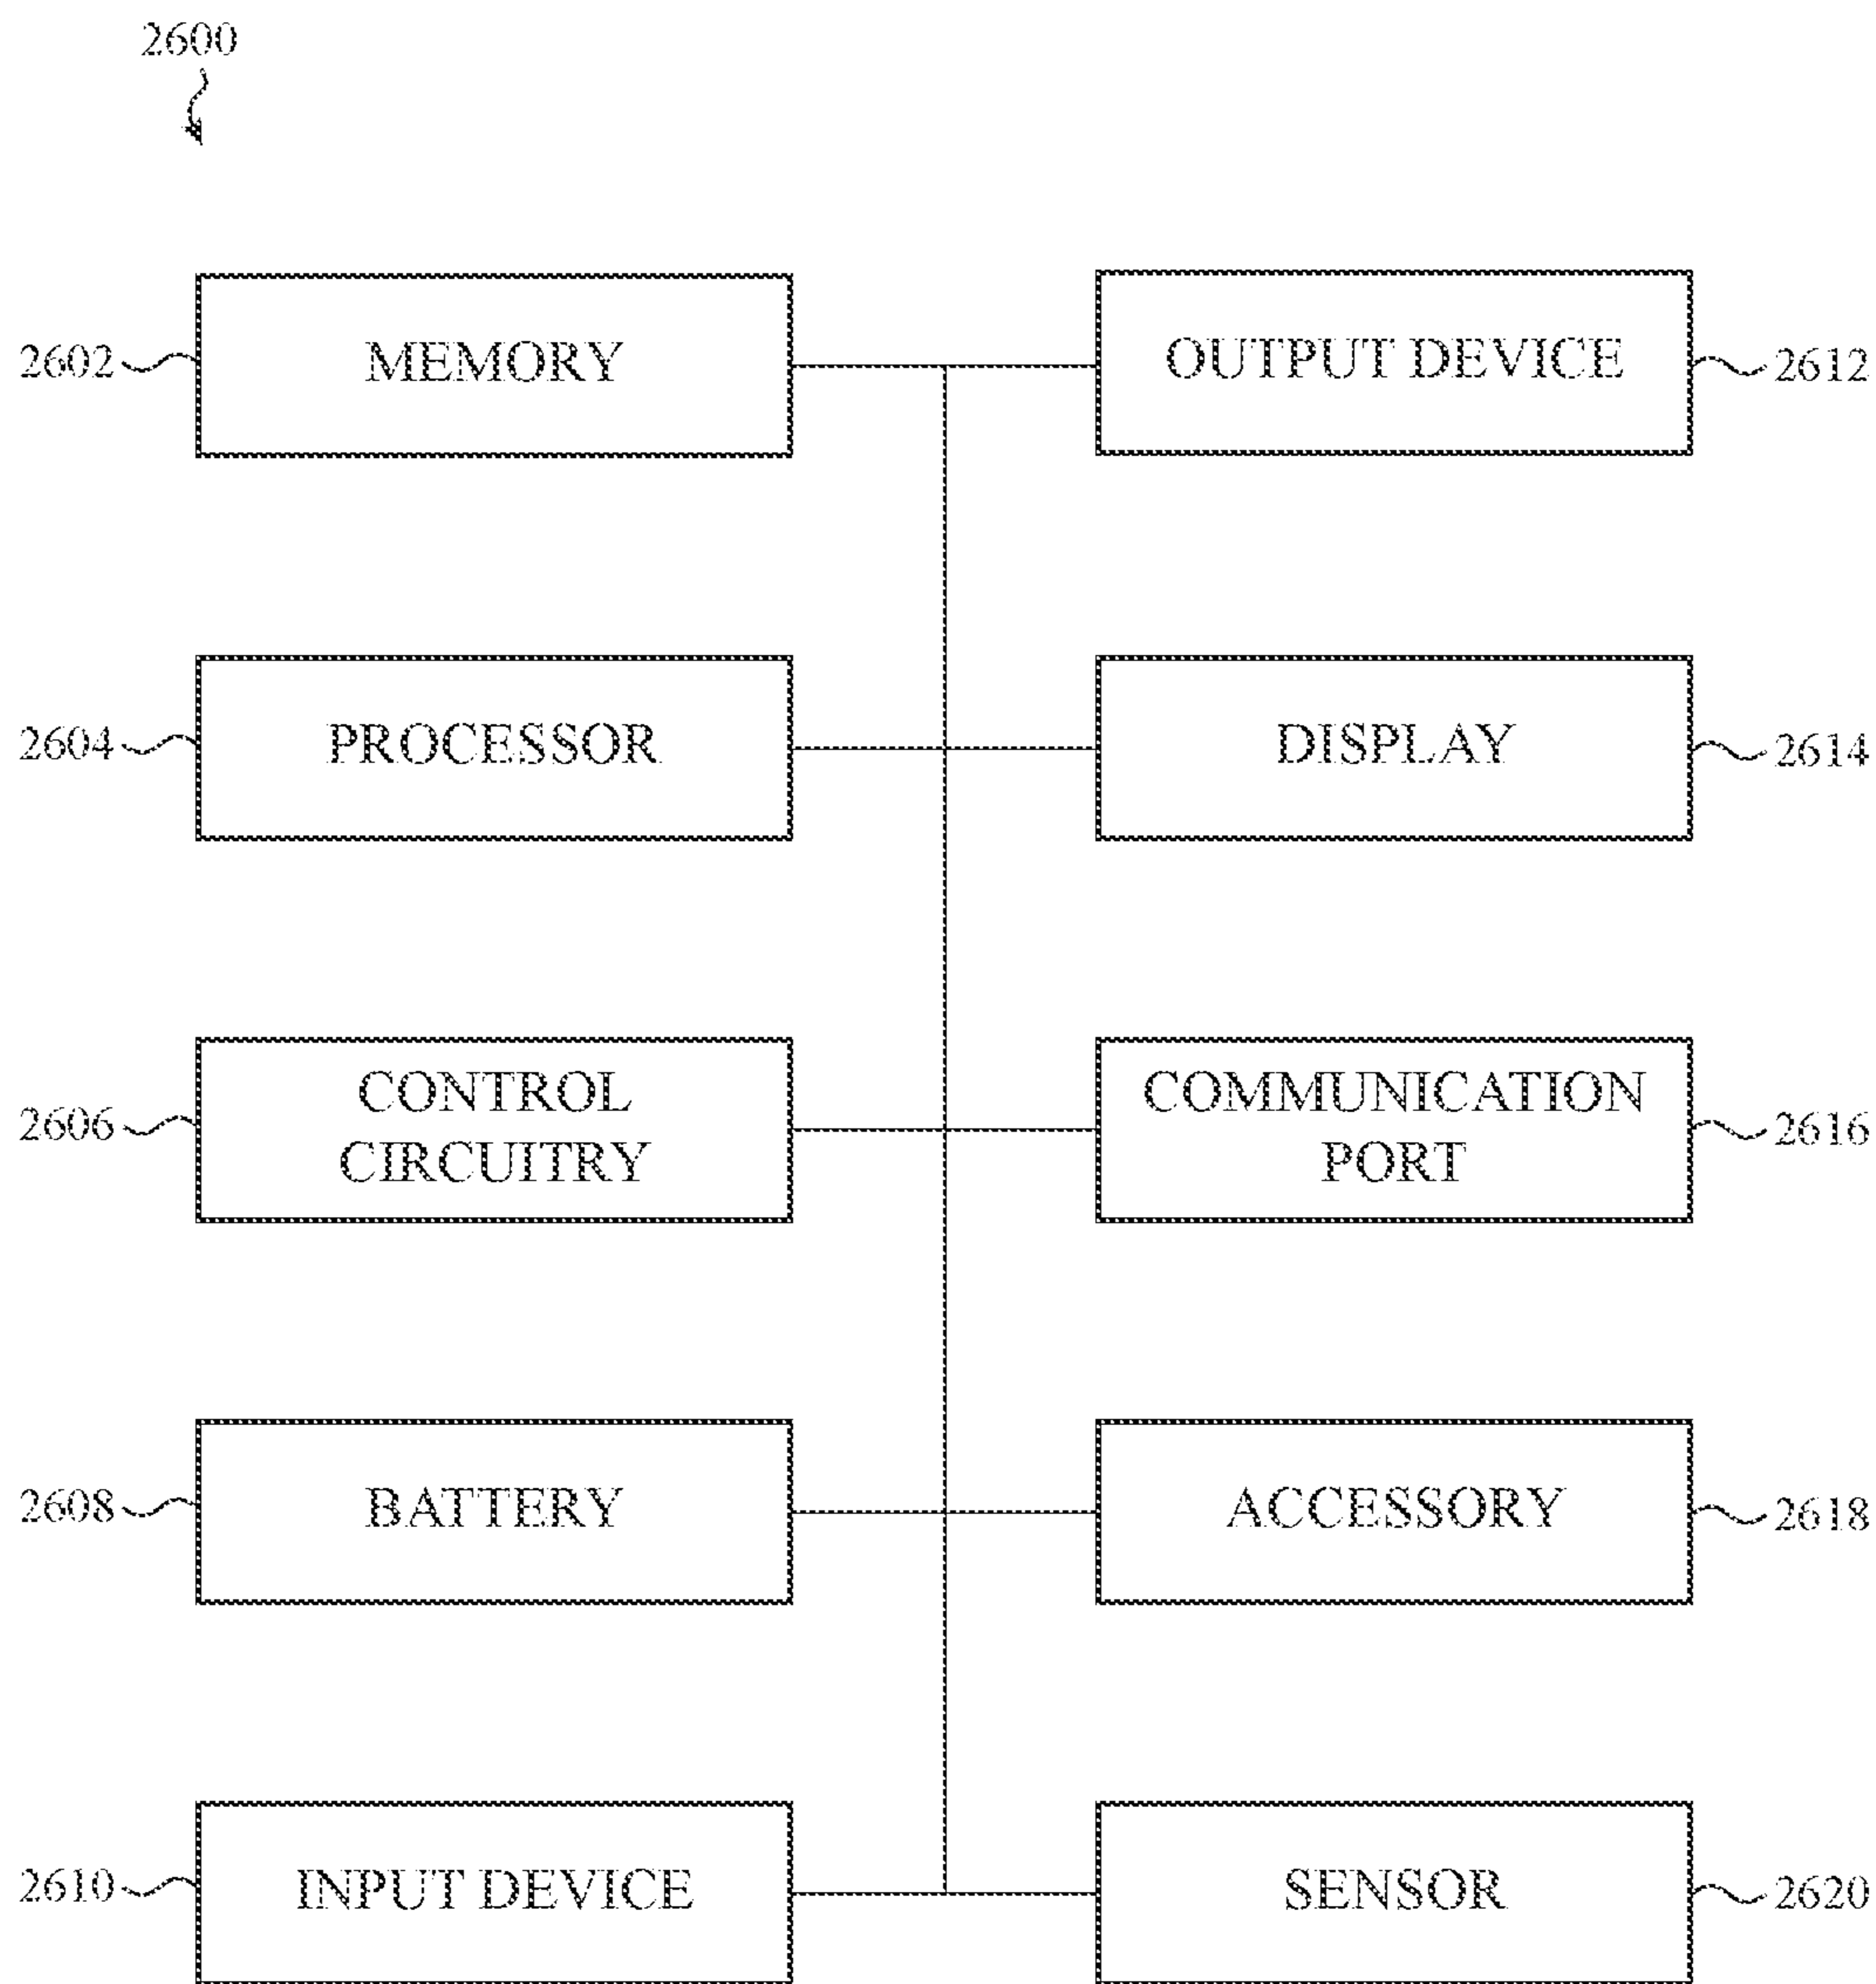 2600
2602 MEMORY OUTPUT DEVICE 2612
2604 PROCESSOR DISPLAY 2614
2606 CONTROL CIRCUITRY COMMUNICATION PORT 2616
2608 BATTERY ACCESSORY 2618
2610 INPUT DEVICE SENSOR 2620